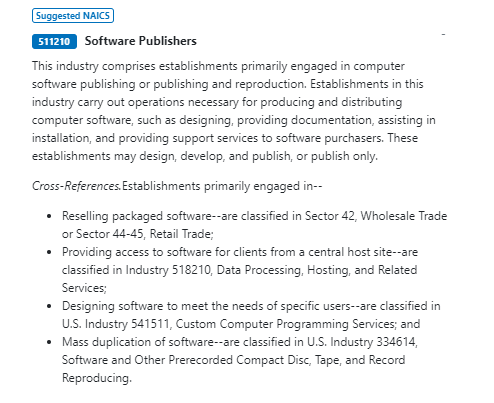 Suggested NAICS
511210 Software Publishers
This industry comprises establishments primarily engaged in computer
software publishing or publishing and reproduction. Establishments in this
industry carry out operations necessary for producing and distributing
computer software, such as designing, providing documentation, assisting in
installation, and providing support services to software purchasers. These
establishments may design, develop, and publish, or publish only.
Cross-References.Establishments primarily engaged in--
• Reselling packaged software--are classified in Sector 42, Wholesale Trade
or Sector 44-45, Retail Trade;
• Providing access to software for clients from a central host site--are
classified in Industry 518210, Data Processing, Hosting, and Related
Services;
• Designing software to meet the needs of specific users--are classified in
U.S. Industry 541511, Custom Computer Programming Services; and
• Mass duplication of software--are classified in U.S. Industry 334614,
Software and Other Prerecorded Compact Disc, Tape, and Record
Reproducing.